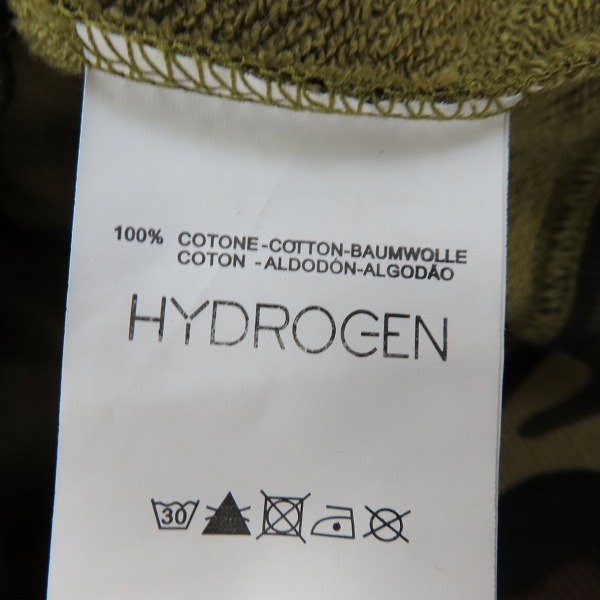 100% COTONE-COTTON-BAUMWOLLE
COTON -ALDODÓN-ALGODÃO
HYDROGEN
30